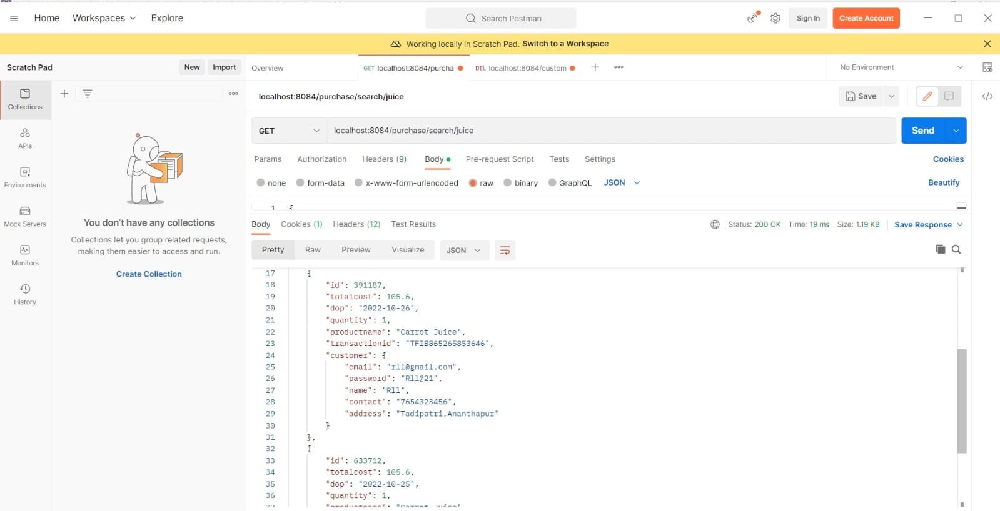 Home Workspaces Explore Search Postman Sign In Create Account
Working locally in Scratch Pad. Switch to a Workspace
Scratch Pad New Import Overview GET localhost:8084/purcha DEL localhost:8084/custom No Environment
Collections
APIs
Environments
Mock Servers
Monitors
History
You don't have any collections
Collections let you group related requests,
making them easier to access and run.
Create Collection
localhost:8084/purchase/search/juice Save
GET localhost:8084/purchase/search/juice Send
Params Authorization Headers (9) Body Pre-request Script Tests Settings Cookies
none form-data x-www-form-urlencoded raw binary GraphQL JSON Beautify
1 {
Body Cookies (1) Headers (12) Test Results Status: 200 OK Time: 19 ms Size: 1.19 KB Save Response
Pretty Raw Preview Visualize JSON
17 {
18 "id": 391187,
19 "totalcost": 105.6,
20 "dop": "2022-10-26",
21 "quantity": 1,
22 "productname": "Carrot Juice",
23 "transactionid": "TFIB865265853646",
24 "customer": {
25 "email": "rll@gmail.com",
26 "password": "Rll@21",
27 "name": "Rll",
28 "contact": "7654323456",
29 "address": "Tadipatri,Ananthapur"
30 }
31 },
32 {
33 "id": 633712,
34 "totalcost": 105.6,
35 "dop": "2022-10-25",
36 "quantity": 1,
37 "productname": "Carrot Juice"